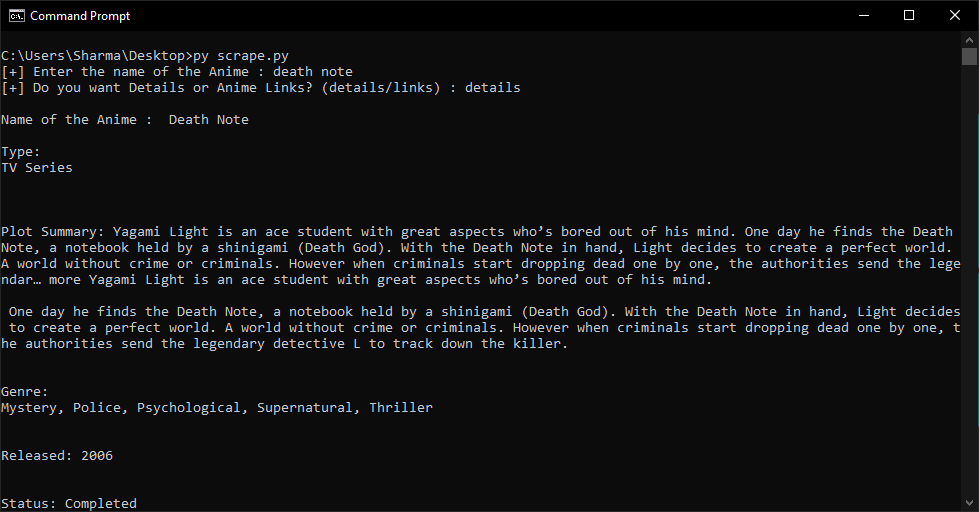 Command Prompt
C:\Users\Sharma\Desktop>py scrape.py
[+] Enter the name of the Anime : death note
[+] Do you want Details or Anime Links? (details/links) : details
Name of the Anime :  Death Note
Type:
TV Series
Plot Summary: Yagami Light is an ace student with great aspects who’s bored out of his mind. One day he finds the Death
Note, a notebook held by a shinigami (Death God). With the Death Note in hand, Light decides to create a perfect world.
A world without crime or criminals. However when criminals start dropping dead one by one, the authorities send the lege
ndar… more Yagami Light is an ace student with great aspects who’s bored out of his mind.
 One day he finds the Death Note, a notebook held by a shinigami (Death God). With the Death Note in hand, Light decides
 to create a perfect world. A world without crime or criminals. However when criminals start dropping dead one by one, t
he authorities send the legendary detective L to track down the killer.
Genre:
Mystery, Police, Psychological, Supernatural, Thriller
Released: 2006
Status: Completed